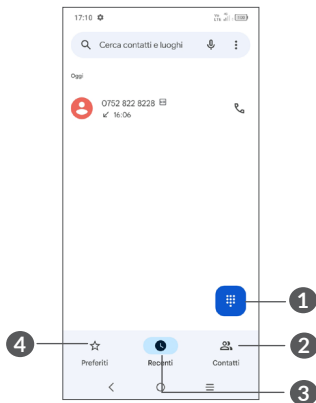 17:10
Cerca contatti e luoghi
Oggi
0752 822 8228
16:06
1
4
2
Preferiti
Recenti
Contatti
3